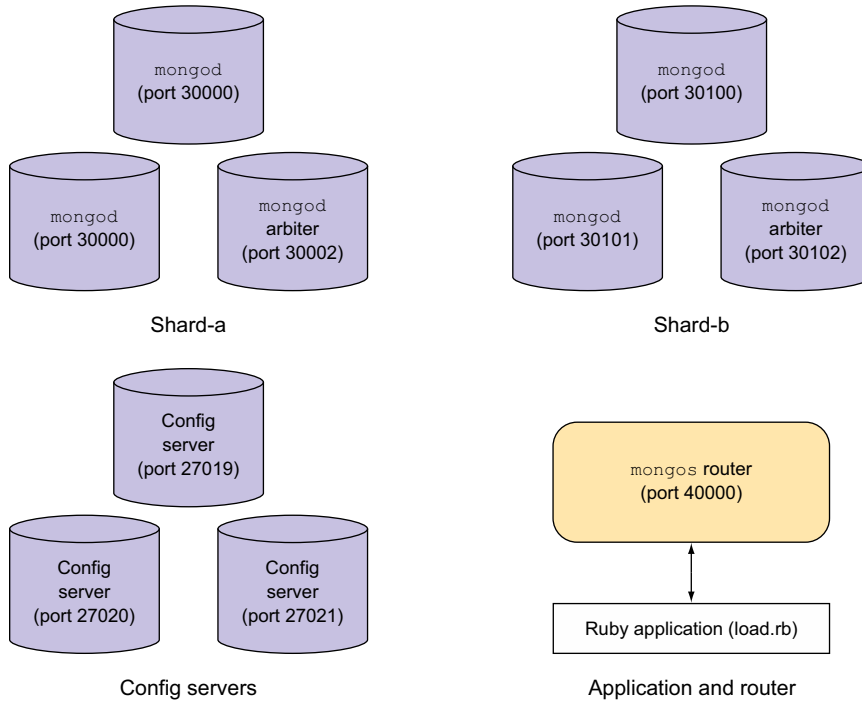 mongod
(port 30000)
mongod
(port 30000)
mongod
arbiter
(port 30002)
Shard-a
mongod
(port 30100)
mongod
(port 30101)
mongod
arbiter
(port 30102)
Shard-b
Config
server
(port 27019)
Config
server
(port 27020)
Config
server
(port 27021)
Config servers
mongos router
(port 40000)
Ruby application (load.rb)
Application and router